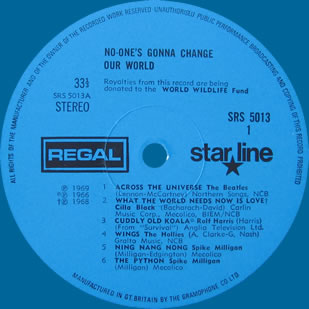 ALL RIGHTS OF THE MANUFACTURER AND OF THE OWNER OF THE RECORDED WORK RESERVED UNAUTHORISED PUBLIC PERFORMANCE, BROADCASTING AND COPYING OF THIS RECORD PROHIBITED
NO-ONE'S GONNA CHANGE
OUR WORLD
33⅓
SRS 5013A
STEREO
Royalties from this record are being
donated to the WORLD WILDLIFE Fund
SRS 5013
1
REGAL
star line
℗ 1969
1 ACROSS THE UNIVERSE The Beatles
(Lennon-McCartney) Northern Songs, NCB
℗ 1966
2 WHAT THE WORLD NEEDS NOW IS LOVE!
℗ 1968
Cilla Black (Bacharach-David) Carlin
Music Corp., Mecolico, BIEM/NCB
3 CUDDLY OLD KOALA Rolf Harris (Harris)
(From "Survival") Anglia Television Ltd.
4 WINGS The Hollies (A. Clarke-G. Nash)
Gralto Music, NCB
5 NING NANG NONG Spike Milligan
(Milligan-Edgington) Mecolico
6 THE PYTHON Spike Milligan
(Milligan) Mecolico
MANUFACTURED IN GT. BRITAIN BY THE GRAMOPHONE CO LTD